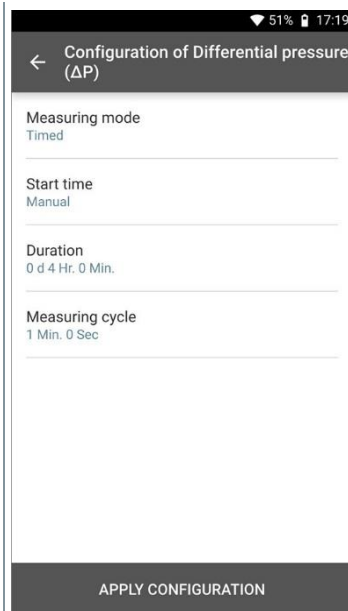 51% 17:19
Configuration of Differential pressure
(ΔP)
Measuring mode
Timed
Start time
Manual
Duration
0 d 4 Hr. 0 Min.
Measuring cycle
1 Min. 0 Sec
APPLY CONFIGURATION